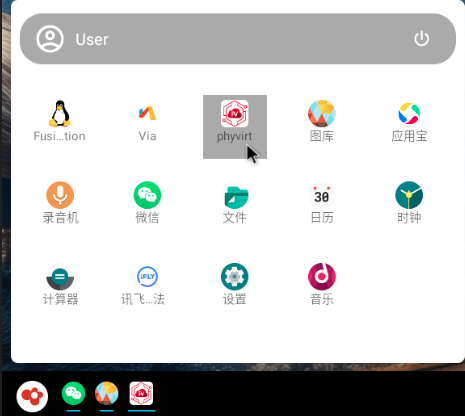 User
Fusi...tion
Via
phyvirt
图库
应用宝
录音机
微信
文件
30
日历
时钟
计算器
iFLY
讯飞...法
设置
音乐